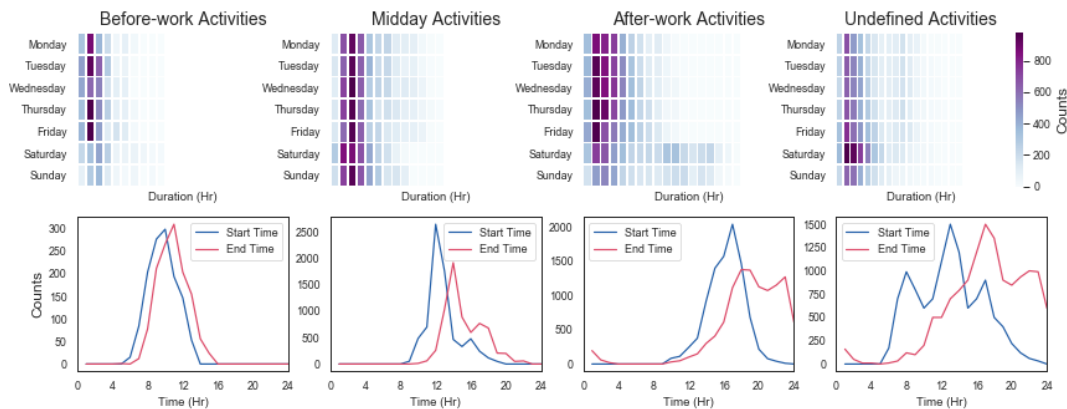 Before-work Activities
Midday Activities
After-work Activities
Undefined Activities
Monday
Tuesday
Wednesday
Thursday
Friday
Saturday
Sunday
Duration (Hr)
Monday
Tuesday
Wednesday
Thursday
Friday
Saturday
Sunday
Duration (Hr)
Monday
Tuesday
Wednesday
Thursday
Friday
Saturday
Sunday
Duration (Hr)
Monday
Tuesday
Wednesday
Thursday
Friday
Saturday
Sunday
Duration (Hr)
800
600
400
200
0
Counts
Counts
300
250
200
150
100
50
0
Start Time
End Time
0 4 8 12 16 20 24
Time (Hr)
2500
2000
1500
1000
500
0
Start Time
End Time
0 4 8 12 16 20 24
Time (Hr)
2000
1500
1000
500
0
Start Time
End Time
0 4 8 12 16 20 24
Time (Hr)
1500
1250
1000
750
500
250
0
Start Time
End Time
0 4 8 12 16 20 24
Time (Hr)